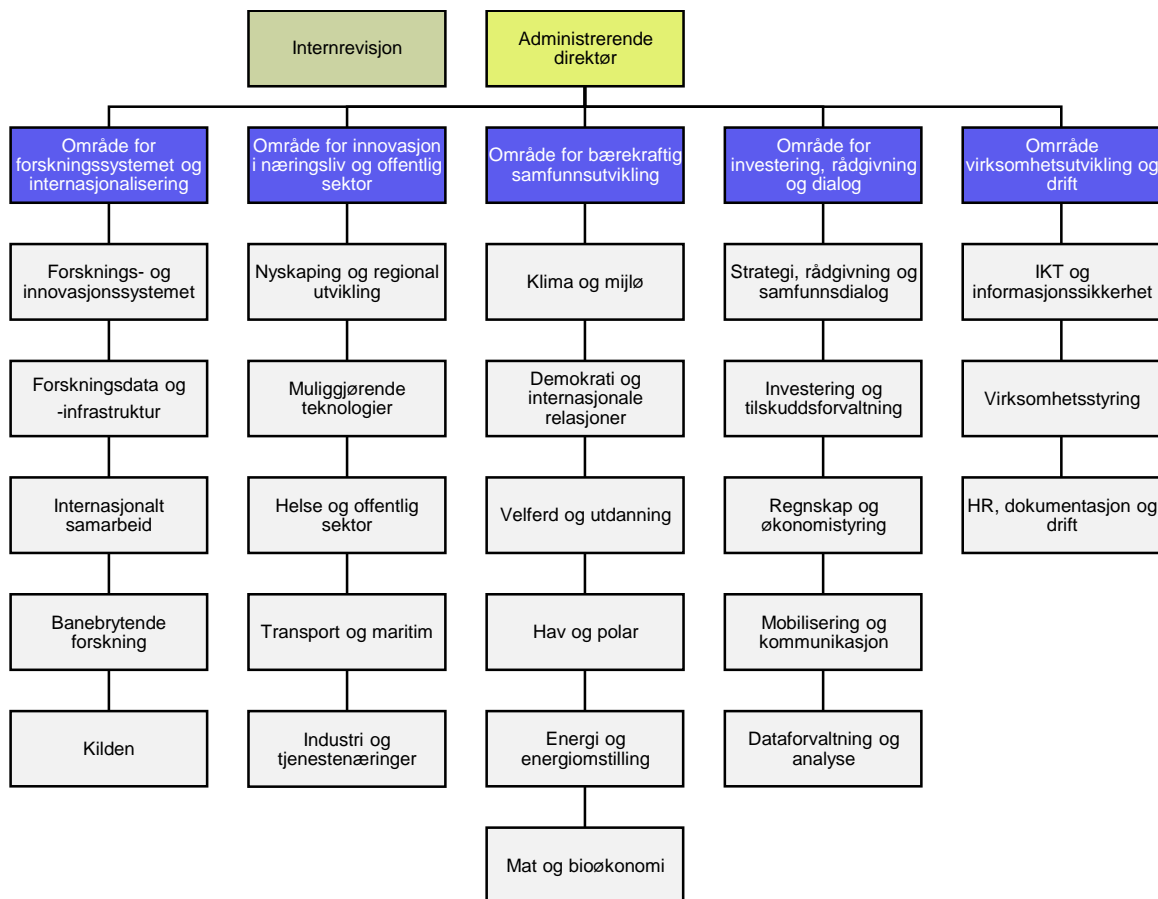 Internrevisjon
Administrerende
direktør
Område for
forskningssystemet og
internasjonalisering
Område for innovasjon
i næringsliv og offentlig
sektor
Område for bærekraftig
samfunnsutvikling
Område for
investering, rådgivning
og dialog
Områåde
virksomhetsutvikling og
drift
Forsknings- og
innovasjonssystemet
Nyskaping og regional
utvikling
Klima og mijlø
Strategi, rådgivning og
samfunnsdialog
IKT og
informasjonssikkerhet
Forskningsdata og
-infrastruktur
Muliggjørende
teknologier
Demokrati og
internasjonale
relasjoner
Investering og
tilskuddsforvaltning
Virksomhetsstyring
Internasjonalt
samarbeid
Helse og offentlig
sektor
Velferd og utdanning
Regnskap og
økonomistyring
HR, dokumentasjon og
drift
Banebrytende
forskning
Transport og maritim
Hav og polar
Mobilisering og
kommunikasjon
Kilden
Industri og
tjenestenæringer
Energi og
energiomstilling
Dataforvaltning og
analyse
Mat og bioøkonomi